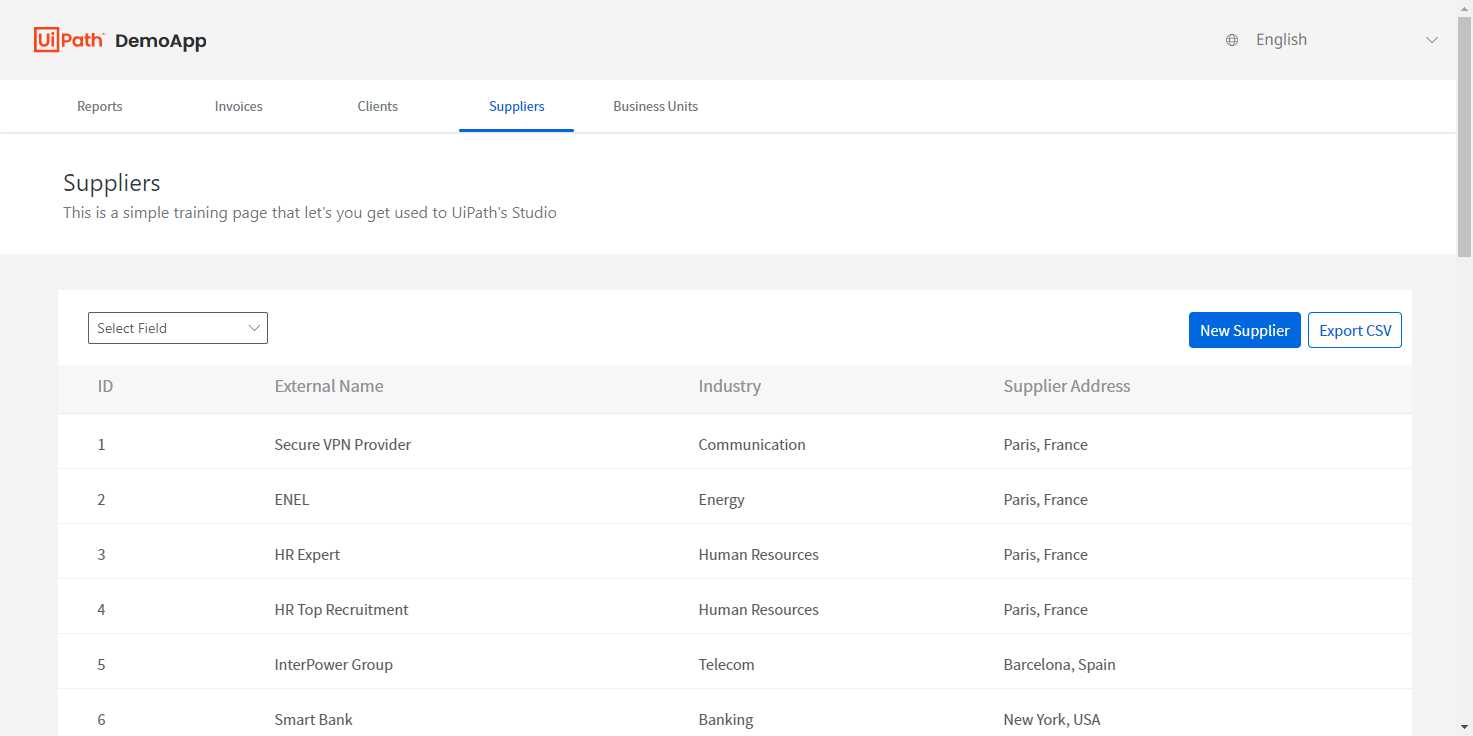 UiPath DemoApp
English
Reports Invoices Clients Suppliers Business Units
Suppliers
This is a simple training page that let's you get used to UiPath's Studio
Select Field New Supplier Export CSV
ID External Name Industry Supplier Address
1 Secure VPN Provider Communication Paris, France
2 ENEL Energy Paris, France
3 HR Expert Human Resources Paris, France
4 HR Top Recruitment Human Resources Paris, France
5 InterPower Group Telecom Barcelona, Spain
6 Smart Bank Banking New York, USA